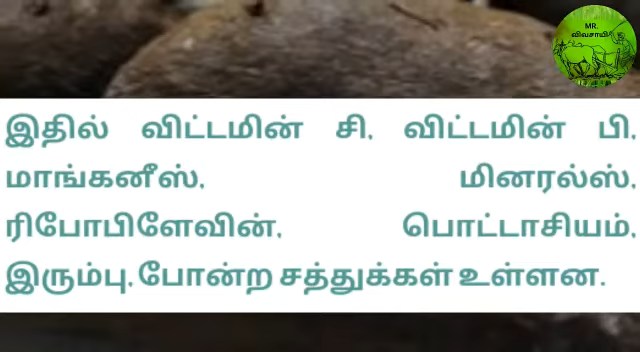 MR.
விவசாயி
இதில் விட்டமின் சி, விட்டமின் பி,
மாங்கனீஸ், மினரல்ஸ்,
ரிபோபிளேவின், பொட்டாசியம்,
இரும்பு, போன்ற சத்துக்கள் உள்ளன.